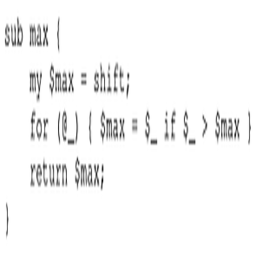 sub max {
    my $max = shift;
    for (@_) { $max = $_ if $_ > $max }
    return $max;
}